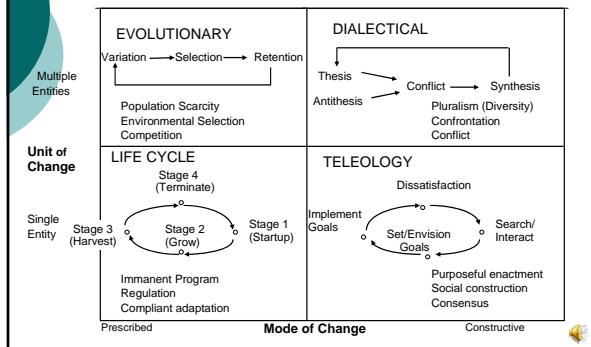 EVOLUTIONARY
Variation Selection Retention
Population Scarcity
Environmental Selection
Competition
DIALECTICAL
Thesis
Antithesis
Conflict
Synthesis
Pluralism (Diversity)
Confrontation
Conflict
Multiple
Entities
Unit of
Change
Single
Entity
LIFE CYCLE
Stage 4
(Terminate)
Stage 3
(Harvest)
Stage 2
(Grow)
Stage 1
(Startup)
Immanent Program
Regulation
Compliant adaptation
TELEOLOGY
Dissatisfaction
Implement
Goals
Set/Envision
Goals
Search/
Interact
Purposeful enactment
Social construction
Consensus
Prescribed Mode of Change Constructive